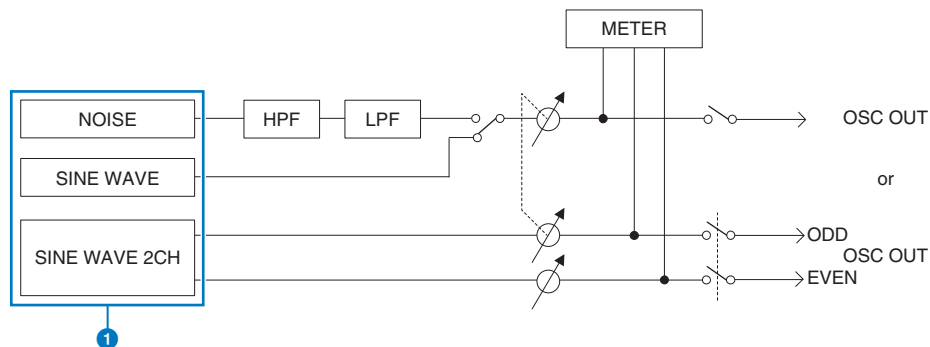 METER
NOISE
HPF
LPF
OSC OUT
SINE WAVE
or
SINE WAVE 2CH
ODD
OSC OUT
EVEN
1